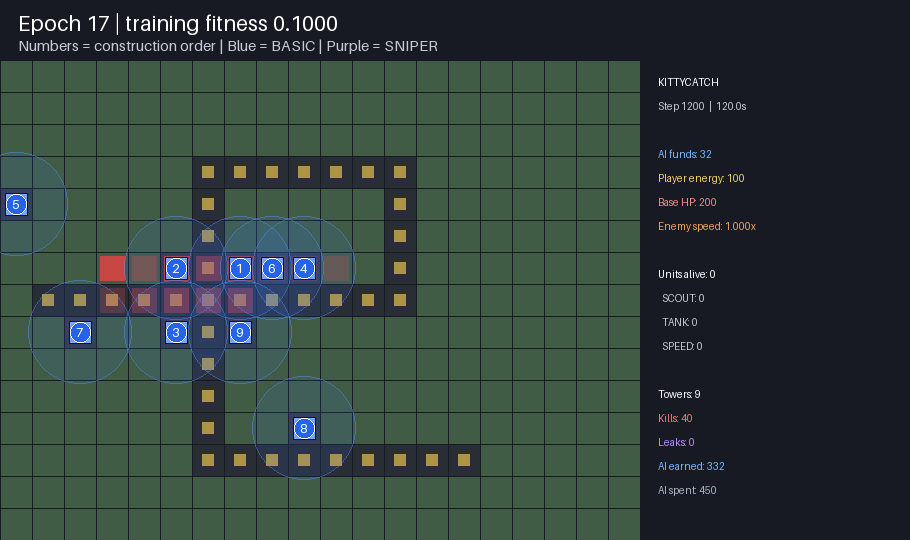 Epoch 17 | training fitness 0.1000
Numbers = construction order | Blue = BASIC | Purple = SNIPER
KITTYCATCH
Step 1200 | 120.0s
AI funds: 32
Player energy: 100
Base HP: 200
Enemy speed: 1.000x
Units alive: 0
SCOUT: 0
TANK: 0
SPEED: 0
Towers: 9
Kills: 40
Leaks: 0
AI earned: 332
AI spent: 450
5
2 1 6 4
7 3 9
8